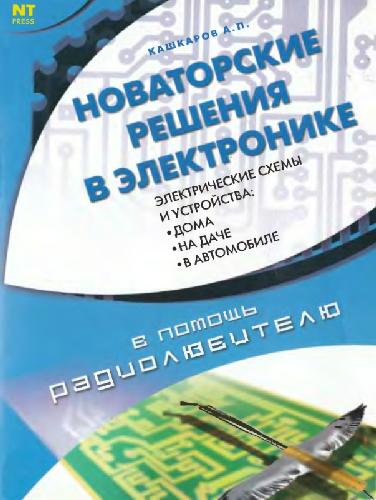 NT
PRESS
КАШКАРОВ А.П.
НОВАТОРСКИЕ
РЕШЕНИЯ
В ЭЛЕКТРОНИКЕ
ЭЛЕКТРИЧЕСКИЕ СХЕМЫ
И УСТРОЙСТВА:
•ДОМА
•НА ДАЧЕ
•В АВТОМОБИЛЕ
в помощь
радиолюбителю